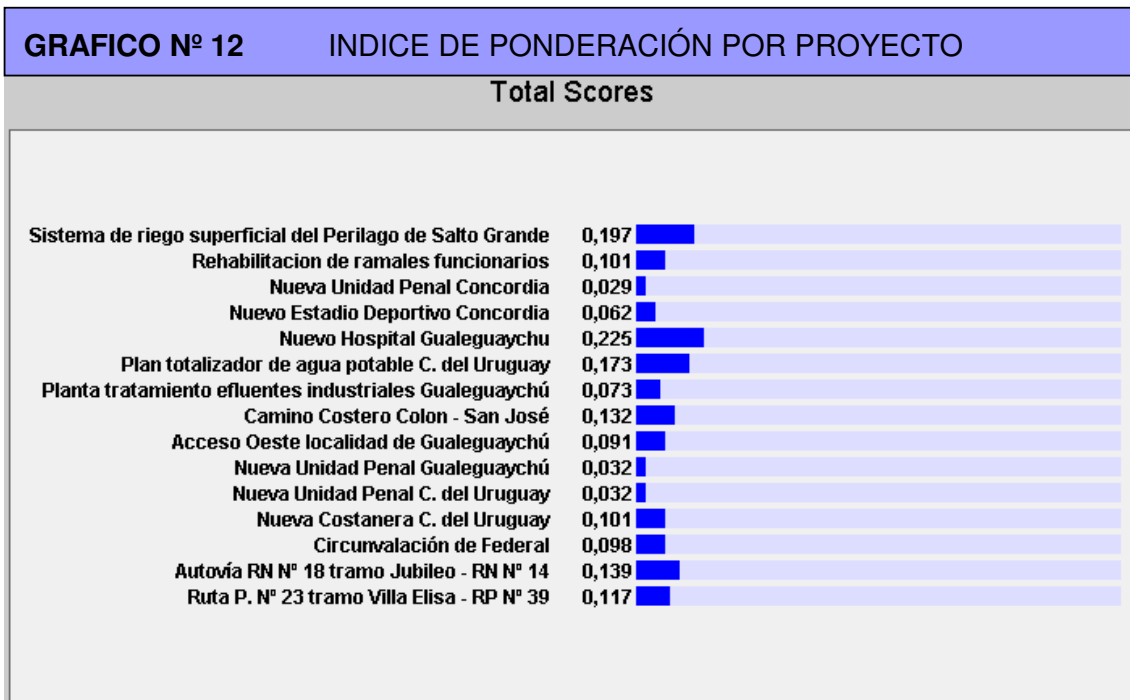 GRAFICO Nº 12 INDICE DE PONDERACIÓN POR PROYECTO
Total Scores
Sistema de riego superficial del Perilago de Salto Grande 0,197
Rehabilitacion de ramales funcionarios 0,101
Nueva Unidad Penal Concordia 0,029
Nuevo Estadio Deportivo Concordia 0,062
Nuevo Hospital Gualeguaychu 0,225
Plan totalizador de agua potable C. del Uruguay 0,173
Planta tratamiento efluentes industriales Gualeguaychú 0,073
Camino Costero Colon - San José 0,132
Acceso Oeste localidad de Gualeguaychú 0,091
Nueva Unidad Penal Gualeguaychú 0,032
Nueva Unidad Penal C. del Uruguay 0,032
Nueva Costanera C. del Uruguay 0,101
Circunvalación de Federal 0,098
Autovía RN Nº 18 tramo Jubileo - RN Nº 14 0,139
Ruta P. Nº 23 tramo Villa Elisa - RP Nº 39 0,117